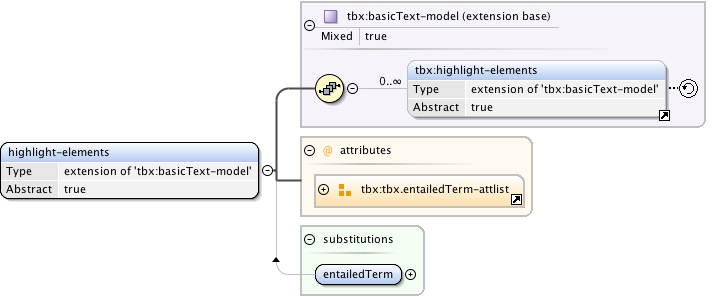 tbx:basicText-model (extension base)
Mixed true
0..∞
tbx:highlight-elements
Type extension of 'tbx:basicText-model'
Abstract true
highlight-elements
Type extension of 'tbx:basicText-model'
Abstract true
@ attributes
tbx:tbx.entailedTerm-attlist
substitutions
entailedTerm